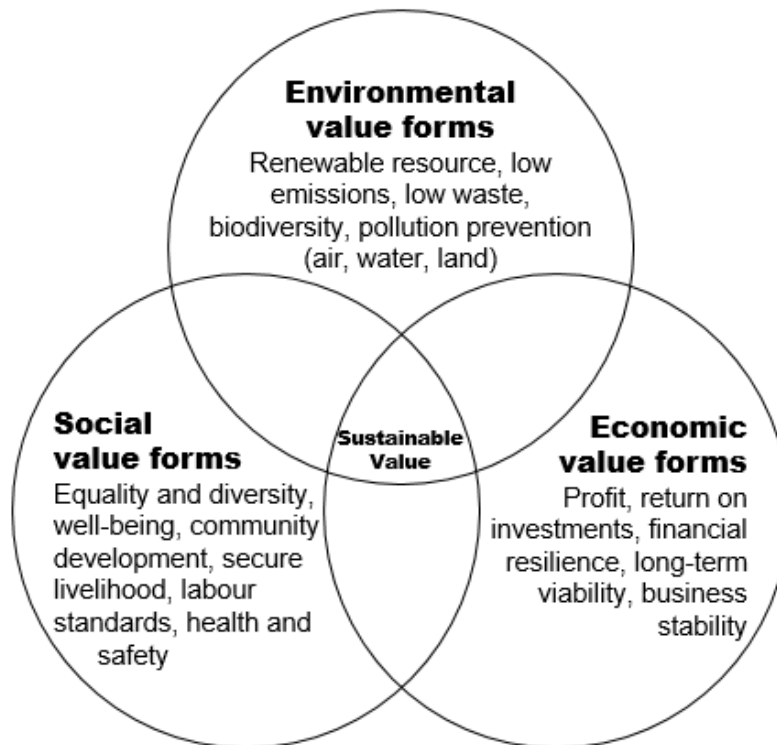 Environmental
value forms
Renewable resource, low
emissions, low waste,
biodiversity, pollution prevention
(air, water, land)
Social
value forms
Equality and diversity,
well-being, community
development, secure
livelihood, labour
standards, health and
safety
Sustainable
Value
Economic
value forms
Profit, return on
investments, financial
resilience, long-term
viability, business
stability